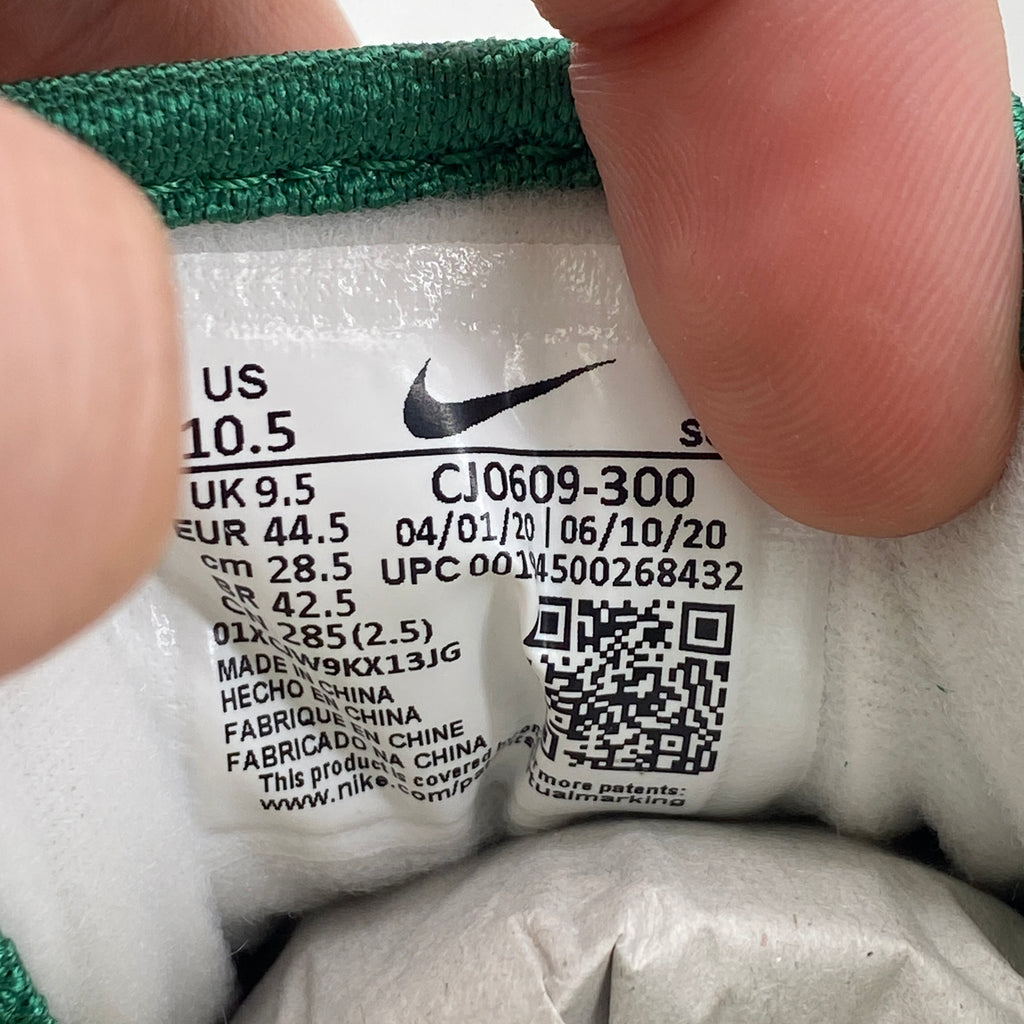 US
10.5
UK 9.5
EUR 44.5
cm 28.5
BR 42.5
CJ0609-300
04/01/20 | 06/10/20
UPC 00194500268432
285(2.5)
MADE IN CHINA
HECHO EN CHINA
FABRIQUE EN CHINE
FABRICADO NA CHINA
This product is covered
www.nike.com/
more patents: